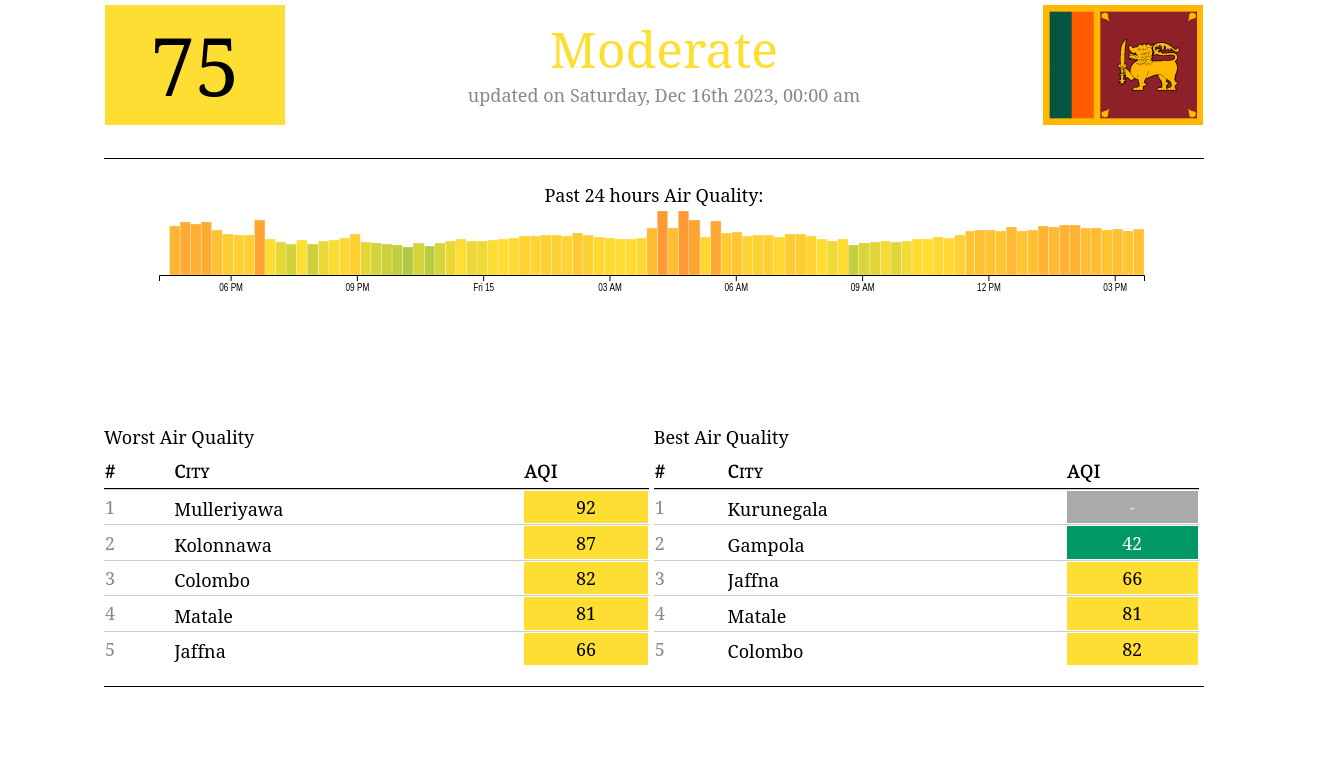 75
Moderate
updated on Saturday, Dec 16th 2023, 00:00 am
Past 24 hours Air Quality:
06 PM 09 PM Fri 15 03 AM 06 AM 09 AM 12 PM 03 PM
Worst Air Quality
# City AQI
1 Mulleriyawa 92
2 Kolonnawa 87
3 Colombo 82
4 Matale 81
5 Jaffna 66
Best Air Quality
# City AQI
1 Kurunegala -
2 Gampola 42
3 Jaffna 66
4 Matale 81
5 Colombo 82